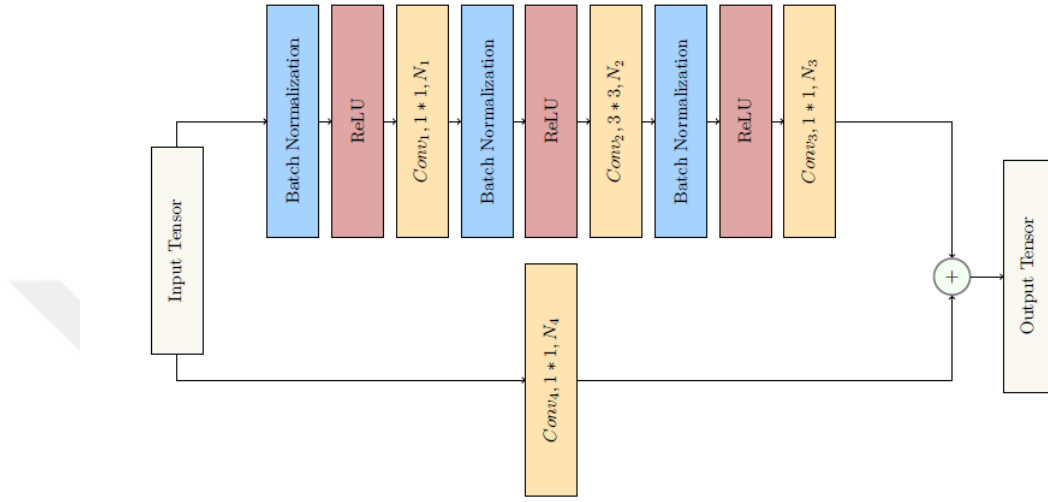 Input Tensor
Batch Normalization
ReLU
Conv₁, 1 * 1, N₁
Batch Normalization
ReLU
Conv₂, 3 * 3, N₂
Batch Normalization
ReLU
Conv₃, 1 * 1, N₃
Conv₄, 1 * 1, N₄
+
Output Tensor